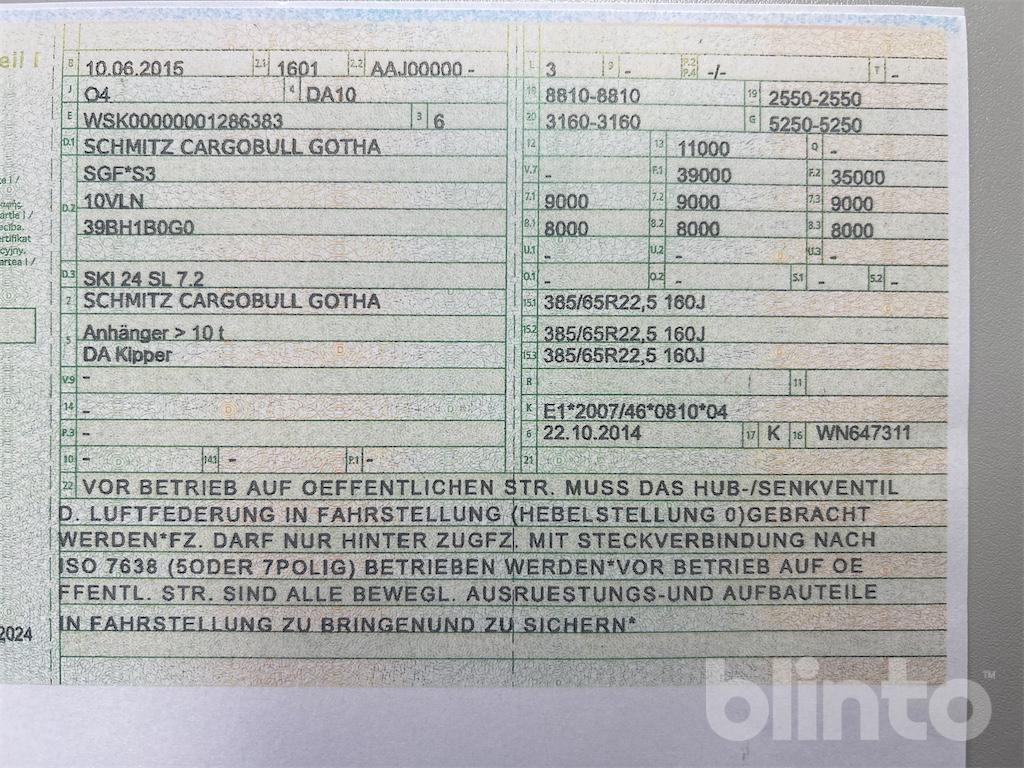 eil I
B 10.06.2015 2.1 1601 2.2 AAJ00000 -
L 3 9 - P.2 P.4 -/- T -
J O4 4 DA10
18 8810-8810 19 2550-2550
E WSK00000001286383 3 6
20 3160-3160 G 5250-5250
D.1 SCHMITZ CARGOBULL GOTHA
12 - 13 11000 Q -
SGF*S3
V.7 - F.1 39000 F.2 35000
D.2 10VLN
7.1 9000 7.2 9000 7.3 9000
39BH1B0G0
8.1 8000 8.2 8000 8.3 8000
U.1 - U.2 - U.3 -
D.3 SKI 24 SL 7.2
O.1 - O.2 - S.1 - S.2 -
2 SCHMITZ CARGOBULL GOTHA
15.1 385/65R22,5 160J
5 Anhänger > 10 t
15.2 385/65R22,5 160J
DA Kipper
15.3 385/65R22,5 160J
V.9 -
R 11
14 -
K E1*2007/46*0810*04
P.3 -
6 22.10.2014 17 K 16 WN647311
10 - 14.1 - P.1 -
21
22 VOR BETRIEB AUF OEFFENTLICHEN STR. MUSS DAS HUB-/SENKVENTIL
D. LUFTFEDERUNG IN FAHRSTELLUNG (HEBELSTELLUNG 0)GEBRACHT
WERDEN*FZ. DARF NUR HINTER ZUGFZ. MIT STECKVERBINDUNG NACH
ISO 7638 (5ODER 7POLIG) BETRIEBEN WERDEN*VOR BETRIEB AUF OE
FFENTL. STR. SIND ALLE BEWEGL. AUSRUESTUNGS-UND AUFBAUTEILE
IN FAHRSTELLUNG ZU BRINGENUND ZU SICHERN*
2024
blinto™